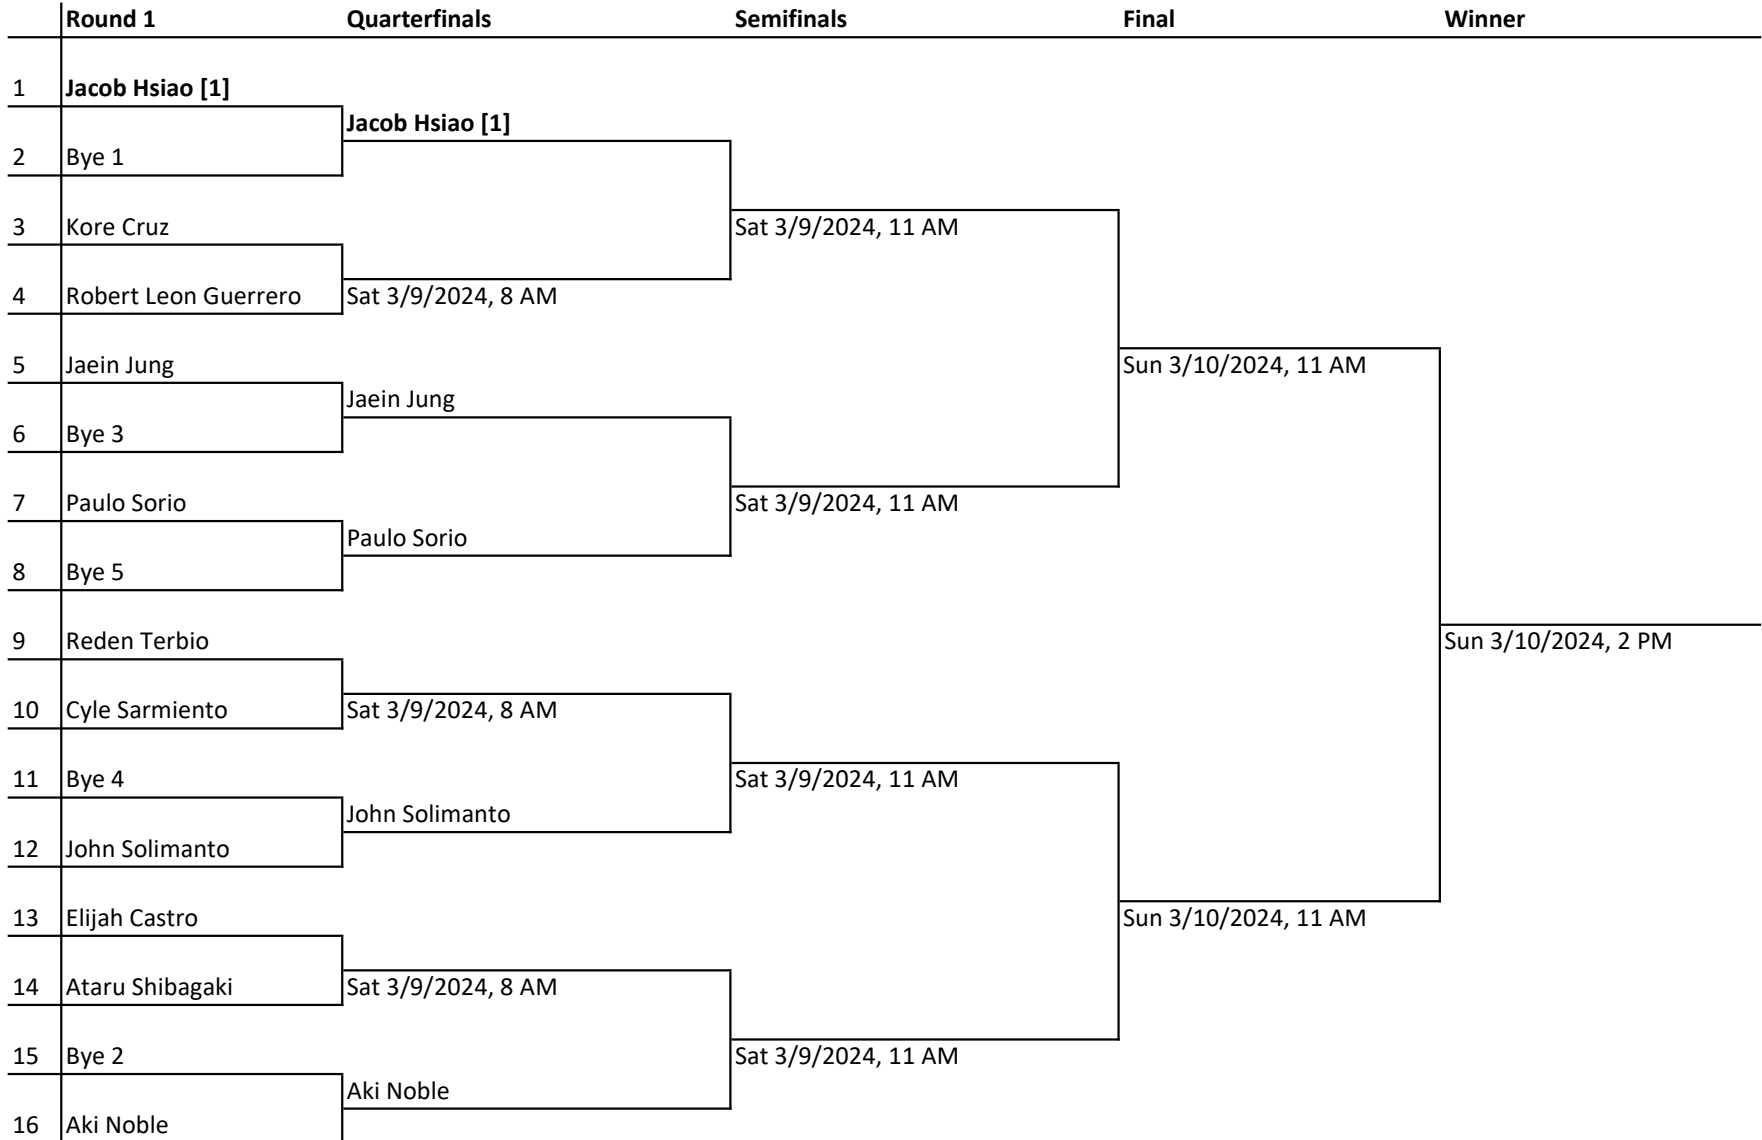 Round 1 Quarterfinals Semifinals Final Winner
1 Jacob Hsiao [1]
Jacob Hsiao [1]
2 Bye 1
3 Kore Cruz Sat 3/9/2024, 11 AM
4 Robert Leon Guerrero Sat 3/9/2024, 8 AM
5 Jaein Jung Sun 3/10/2024, 11 AM
Jaein Jung
6 Bye 3
7 Paulo Sorio Sat 3/9/2024, 11 AM
Paulo Sorio
8 Bye 5
9 Reden Terbio Sun 3/10/2024, 2 PM
10 Cyle Sarmiento Sat 3/9/2024, 8 AM
11 Bye 4 Sat 3/9/2024, 11 AM
John Solimanto
12 John Solimanto
13 Elijah Castro Sun 3/10/2024, 11 AM
14 Ataru Shibagaki Sat 3/9/2024, 8 AM
15 Bye 2 Sat 3/9/2024, 11 AM
Aki Noble
16 Aki Noble